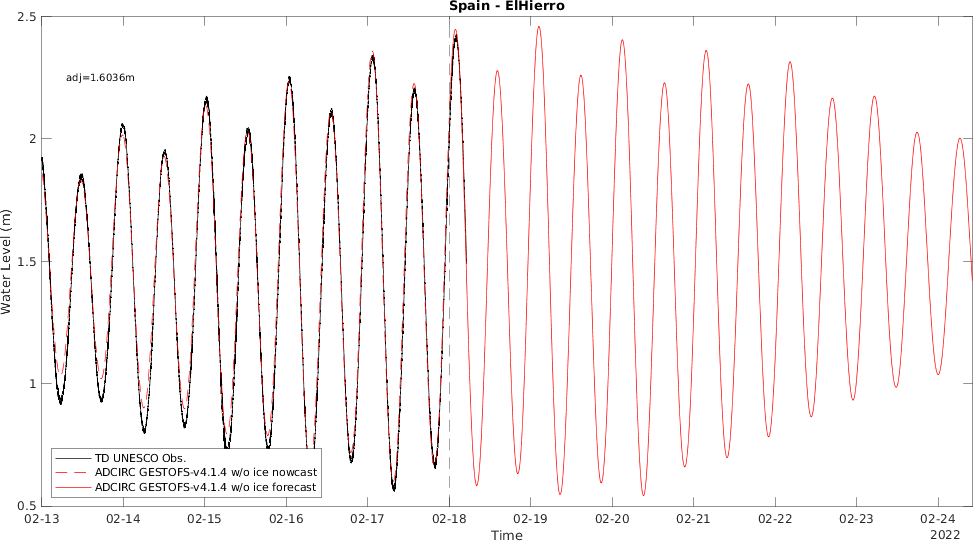 Spain - ElHierro
2.5
adj=1.6036m
2
Water Level (m)
1.5
1
TD UNESCO Obs.
ADCIRC GESTOFS-v4.1.4 w/o ice nowcast
ADCIRC GESTOFS-v4.1.4 w/o ice forecast
0.5
02-13 02-14 02-15 02-16 02-17 02-18 02-19 02-20 02-21 02-22 02-23 02-24
Time
2022